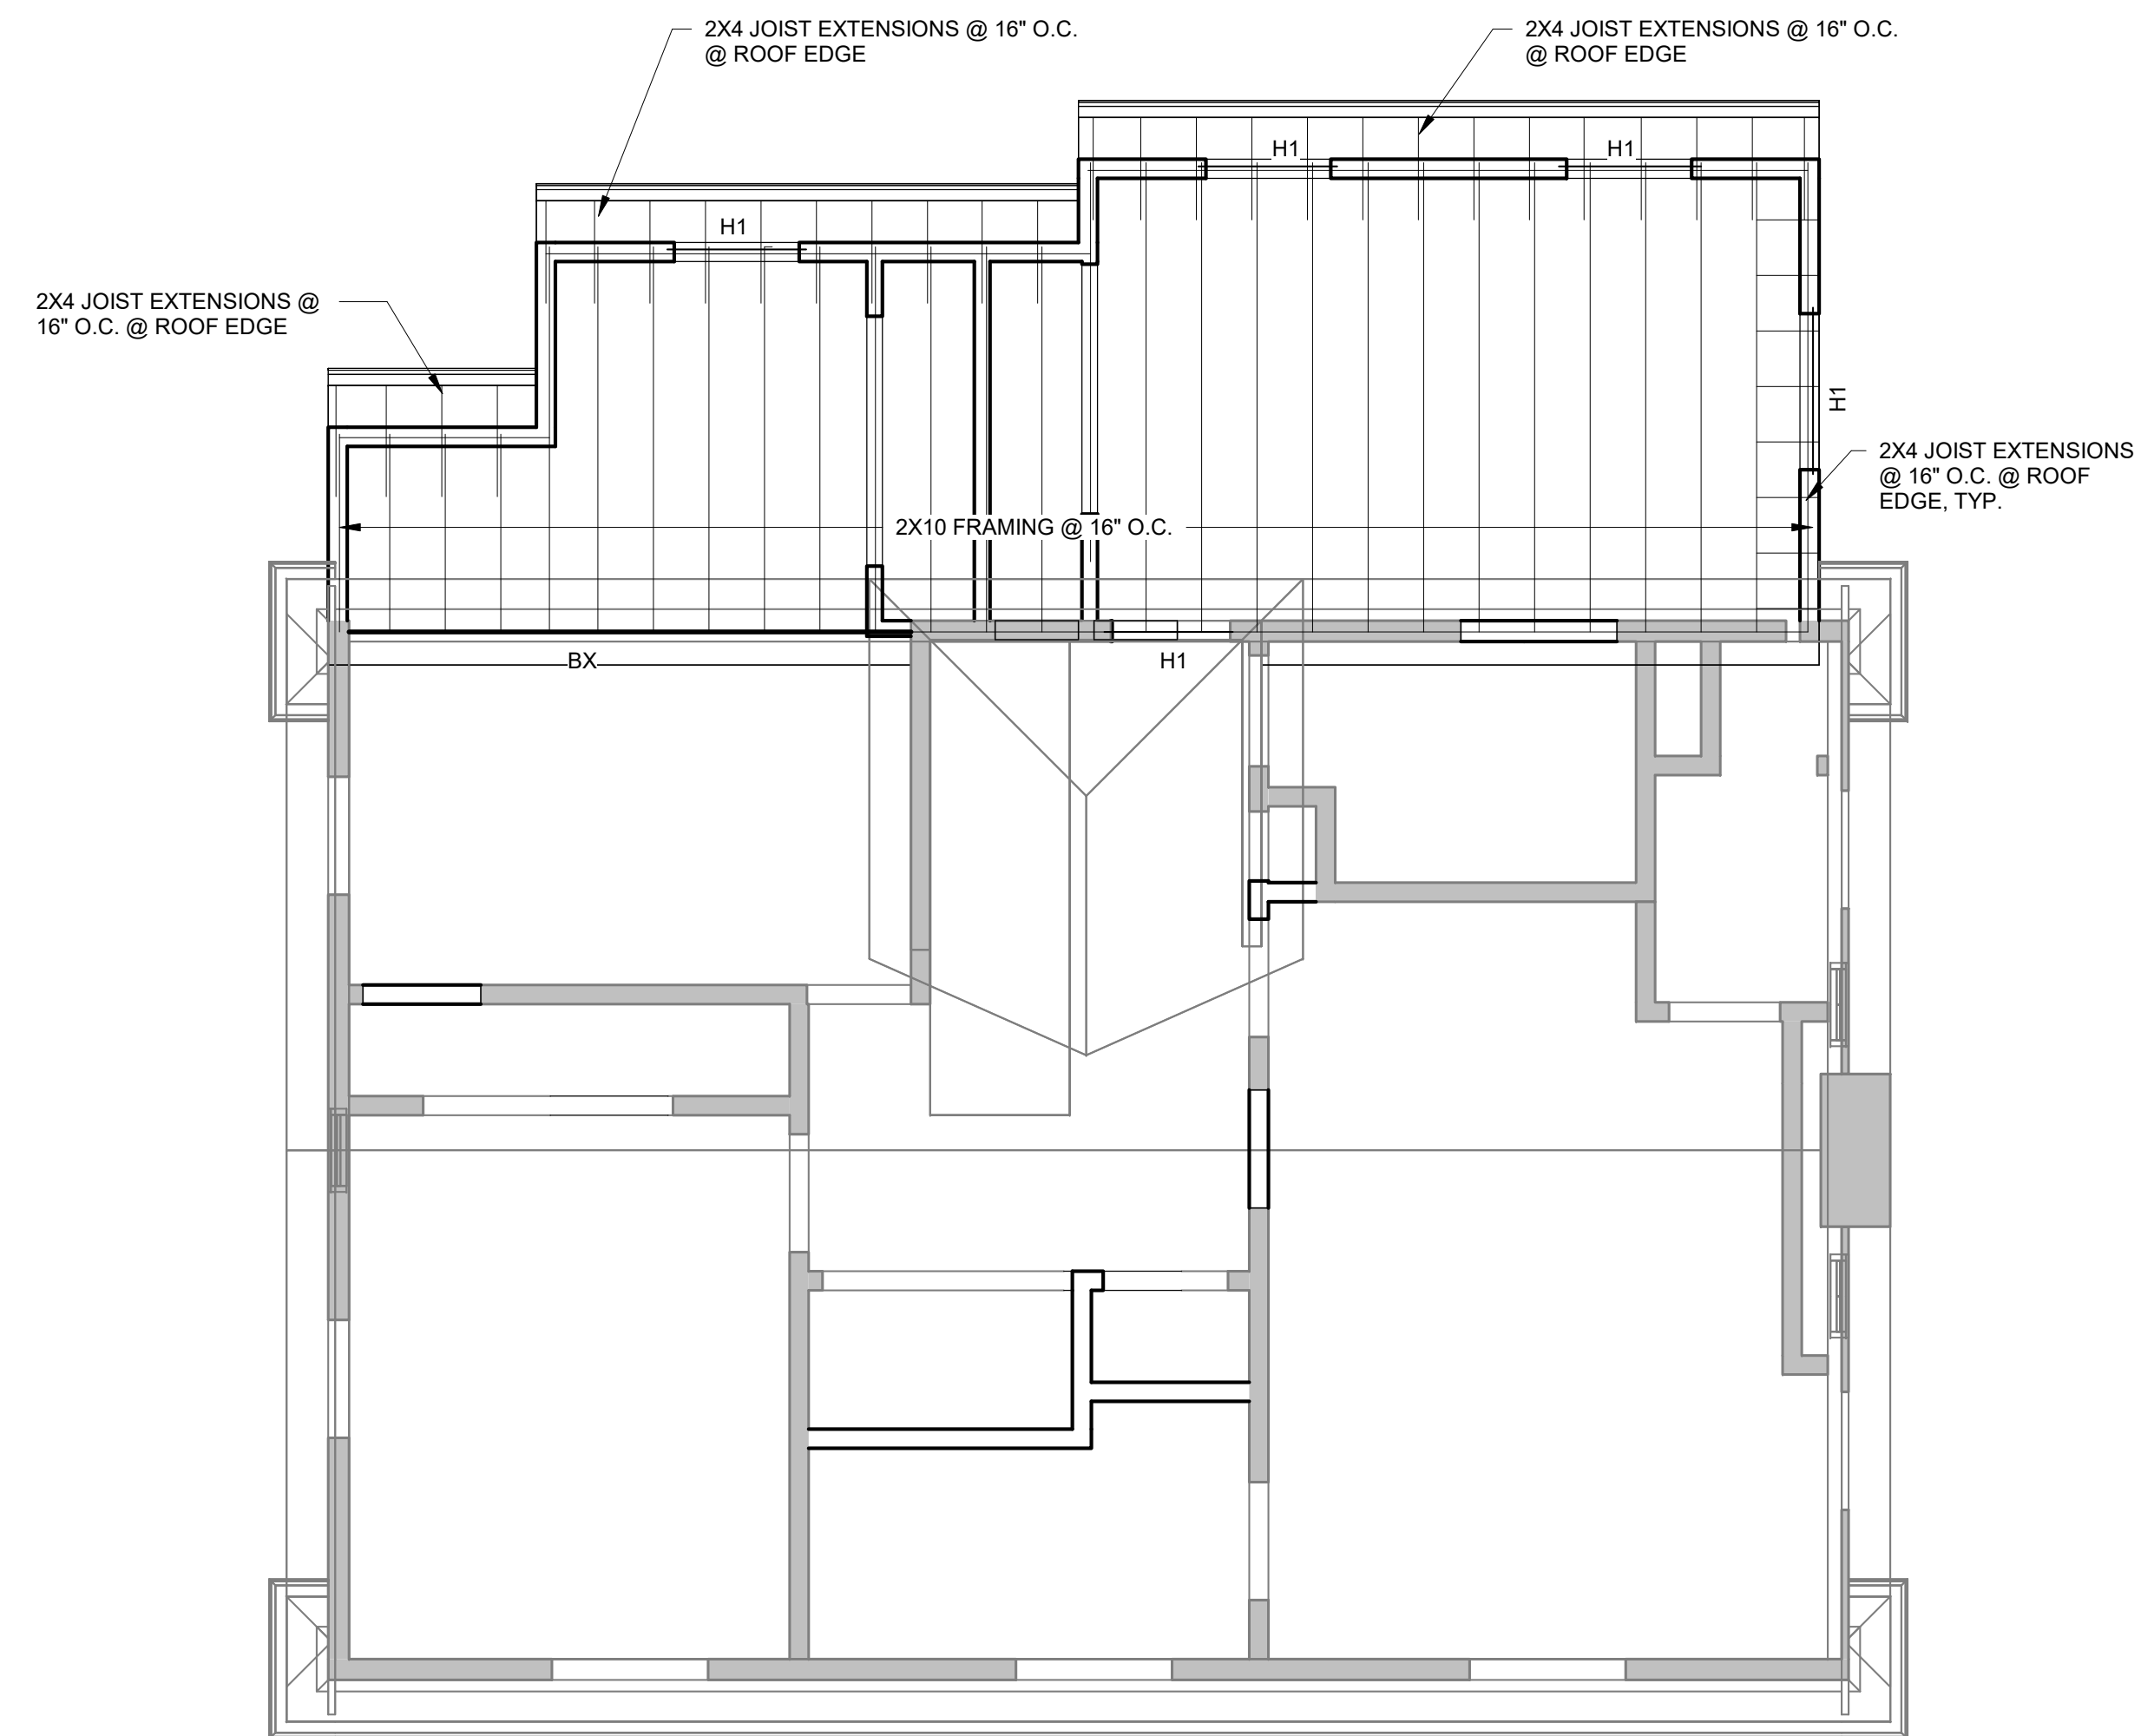 2X4 JOIST EXTENSIONS @ 16" O.C.
@ ROOF EDGE
2X4 JOIST EXTENSIONS @ 16" O.C.
@ ROOF EDGE
H1
H1
H1
2X4 JOIST EXTENSIONS @
16" O.C. @ ROOF EDGE
H1
2X4 JOIST EXTENSIONS
@ 16" O.C. @ ROOF
EDGE, TYP.
2X10 FRAMING @ 16" O.C.
BX
H1